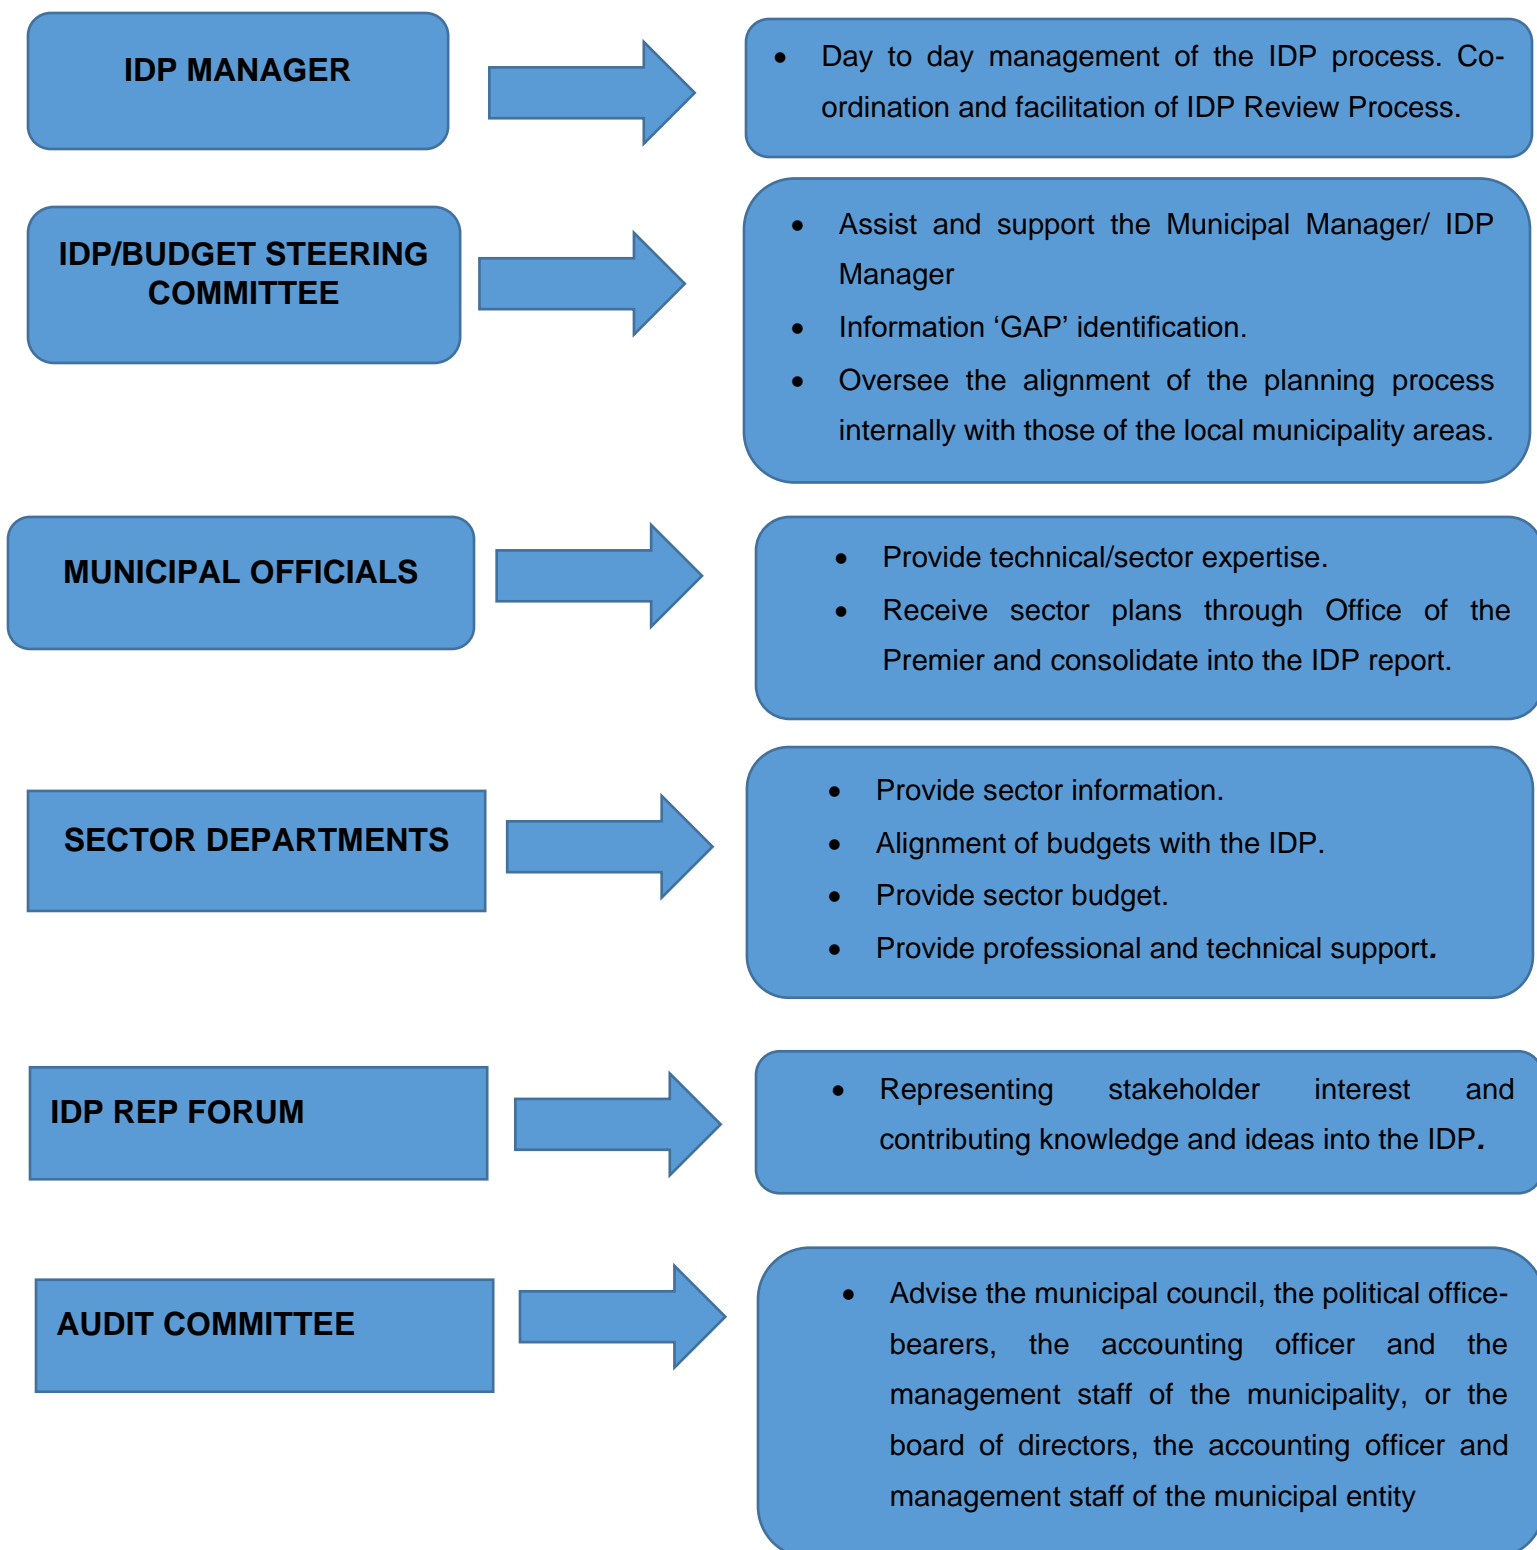 IDP MANAGER
• Day to day management of the IDP process. Co-
ordination and facilitation of IDP Review Process.
IDP/BUDGET STEERING
COMMITTEE
• Assist and support the Municipal Manager/ IDP
Manager
• Information ‘GAP’ identification.
• Oversee the alignment of the planning process
internally with those of the local municipality areas.
MUNICIPAL OFFICIALS
• Provide technical/sector expertise.
• Receive sector plans through Office of the
Premier and consolidate into the IDP report.
SECTOR DEPARTMENTS
• Provide sector information.
• Alignment of budgets with the IDP.
• Provide sector budget.
• Provide professional and technical support.
IDP REP FORUM
• Representing stakeholder interest and
contributing knowledge and ideas into the IDP.
AUDIT COMMITTEE
• Advise the municipal council, the political office-
bearers, the accounting officer and the
management staff of the municipality, or the
board of directors, the accounting officer and
management staff of the municipal entity